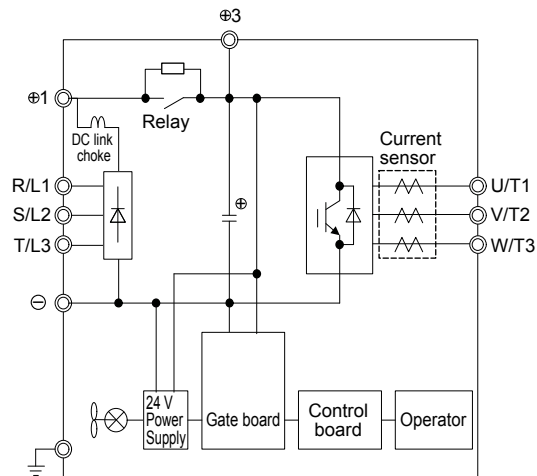 ⊕3
⊕1
Relay
DC link
choke
Current
sensor
R/L1
S/L2
T/L3
U/T1
V/T2
W/T3
⊕
⊖
24 V
Power
Supply
Gate board
Control
board
Operator